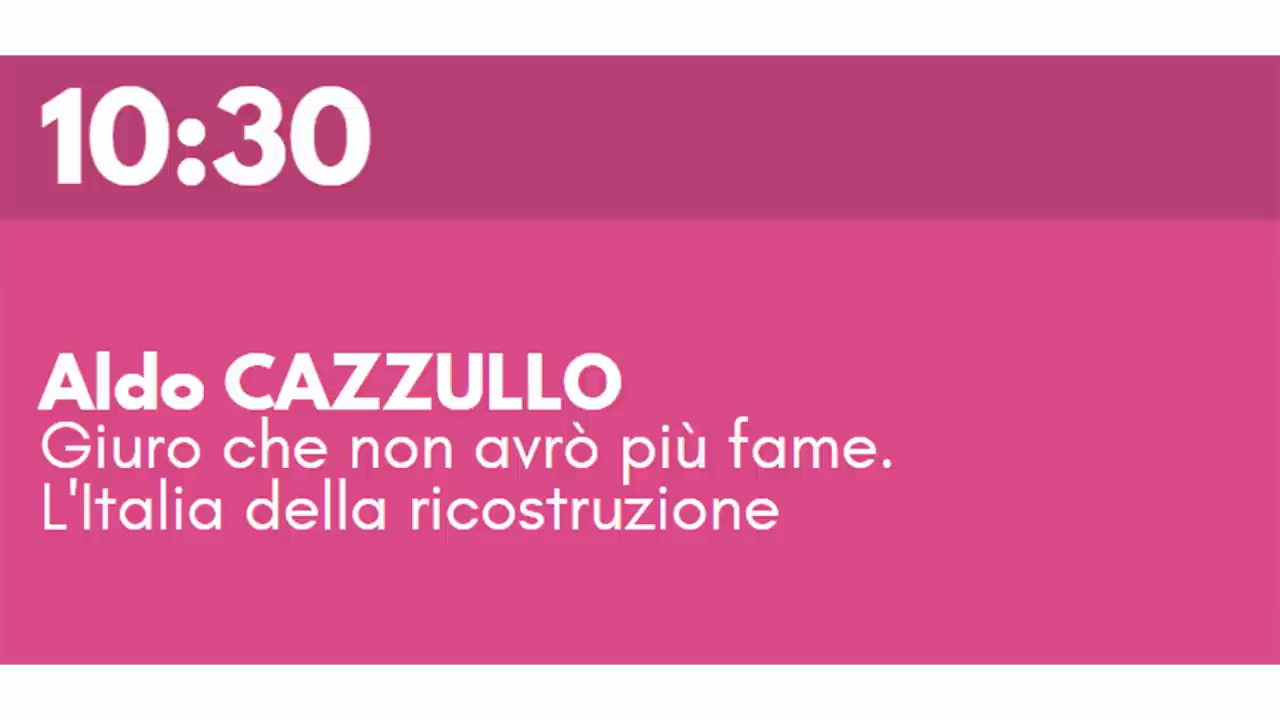 10:30
Aldo CAZZULLO
Giuro che non avrò più fame.
L'Italia della ricostruzione